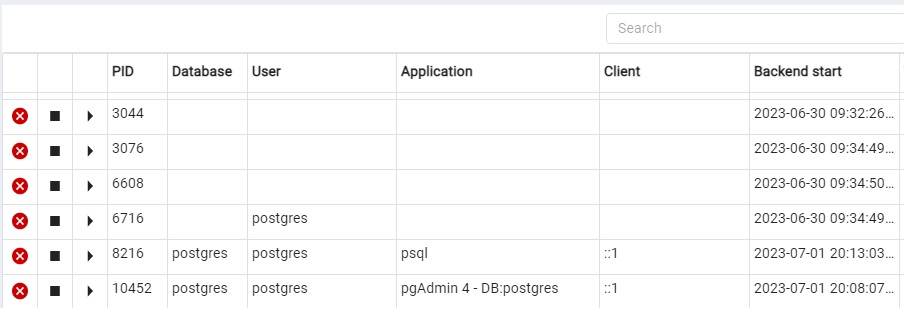 Search
PID Database User Application Client Backend start
3044 2023-06-30 09:32:26...
3076 2023-06-30 09:34:49...
6608 2023-06-30 09:34:50...
6716 postgres 2023-06-30 09:34:49...
8216 postgres postgres psql ::1 2023-07-01 20:13:03...
10452 postgres postgres pgAdmin 4 - DB:postgres ::1 2023-07-01 20:08:07...